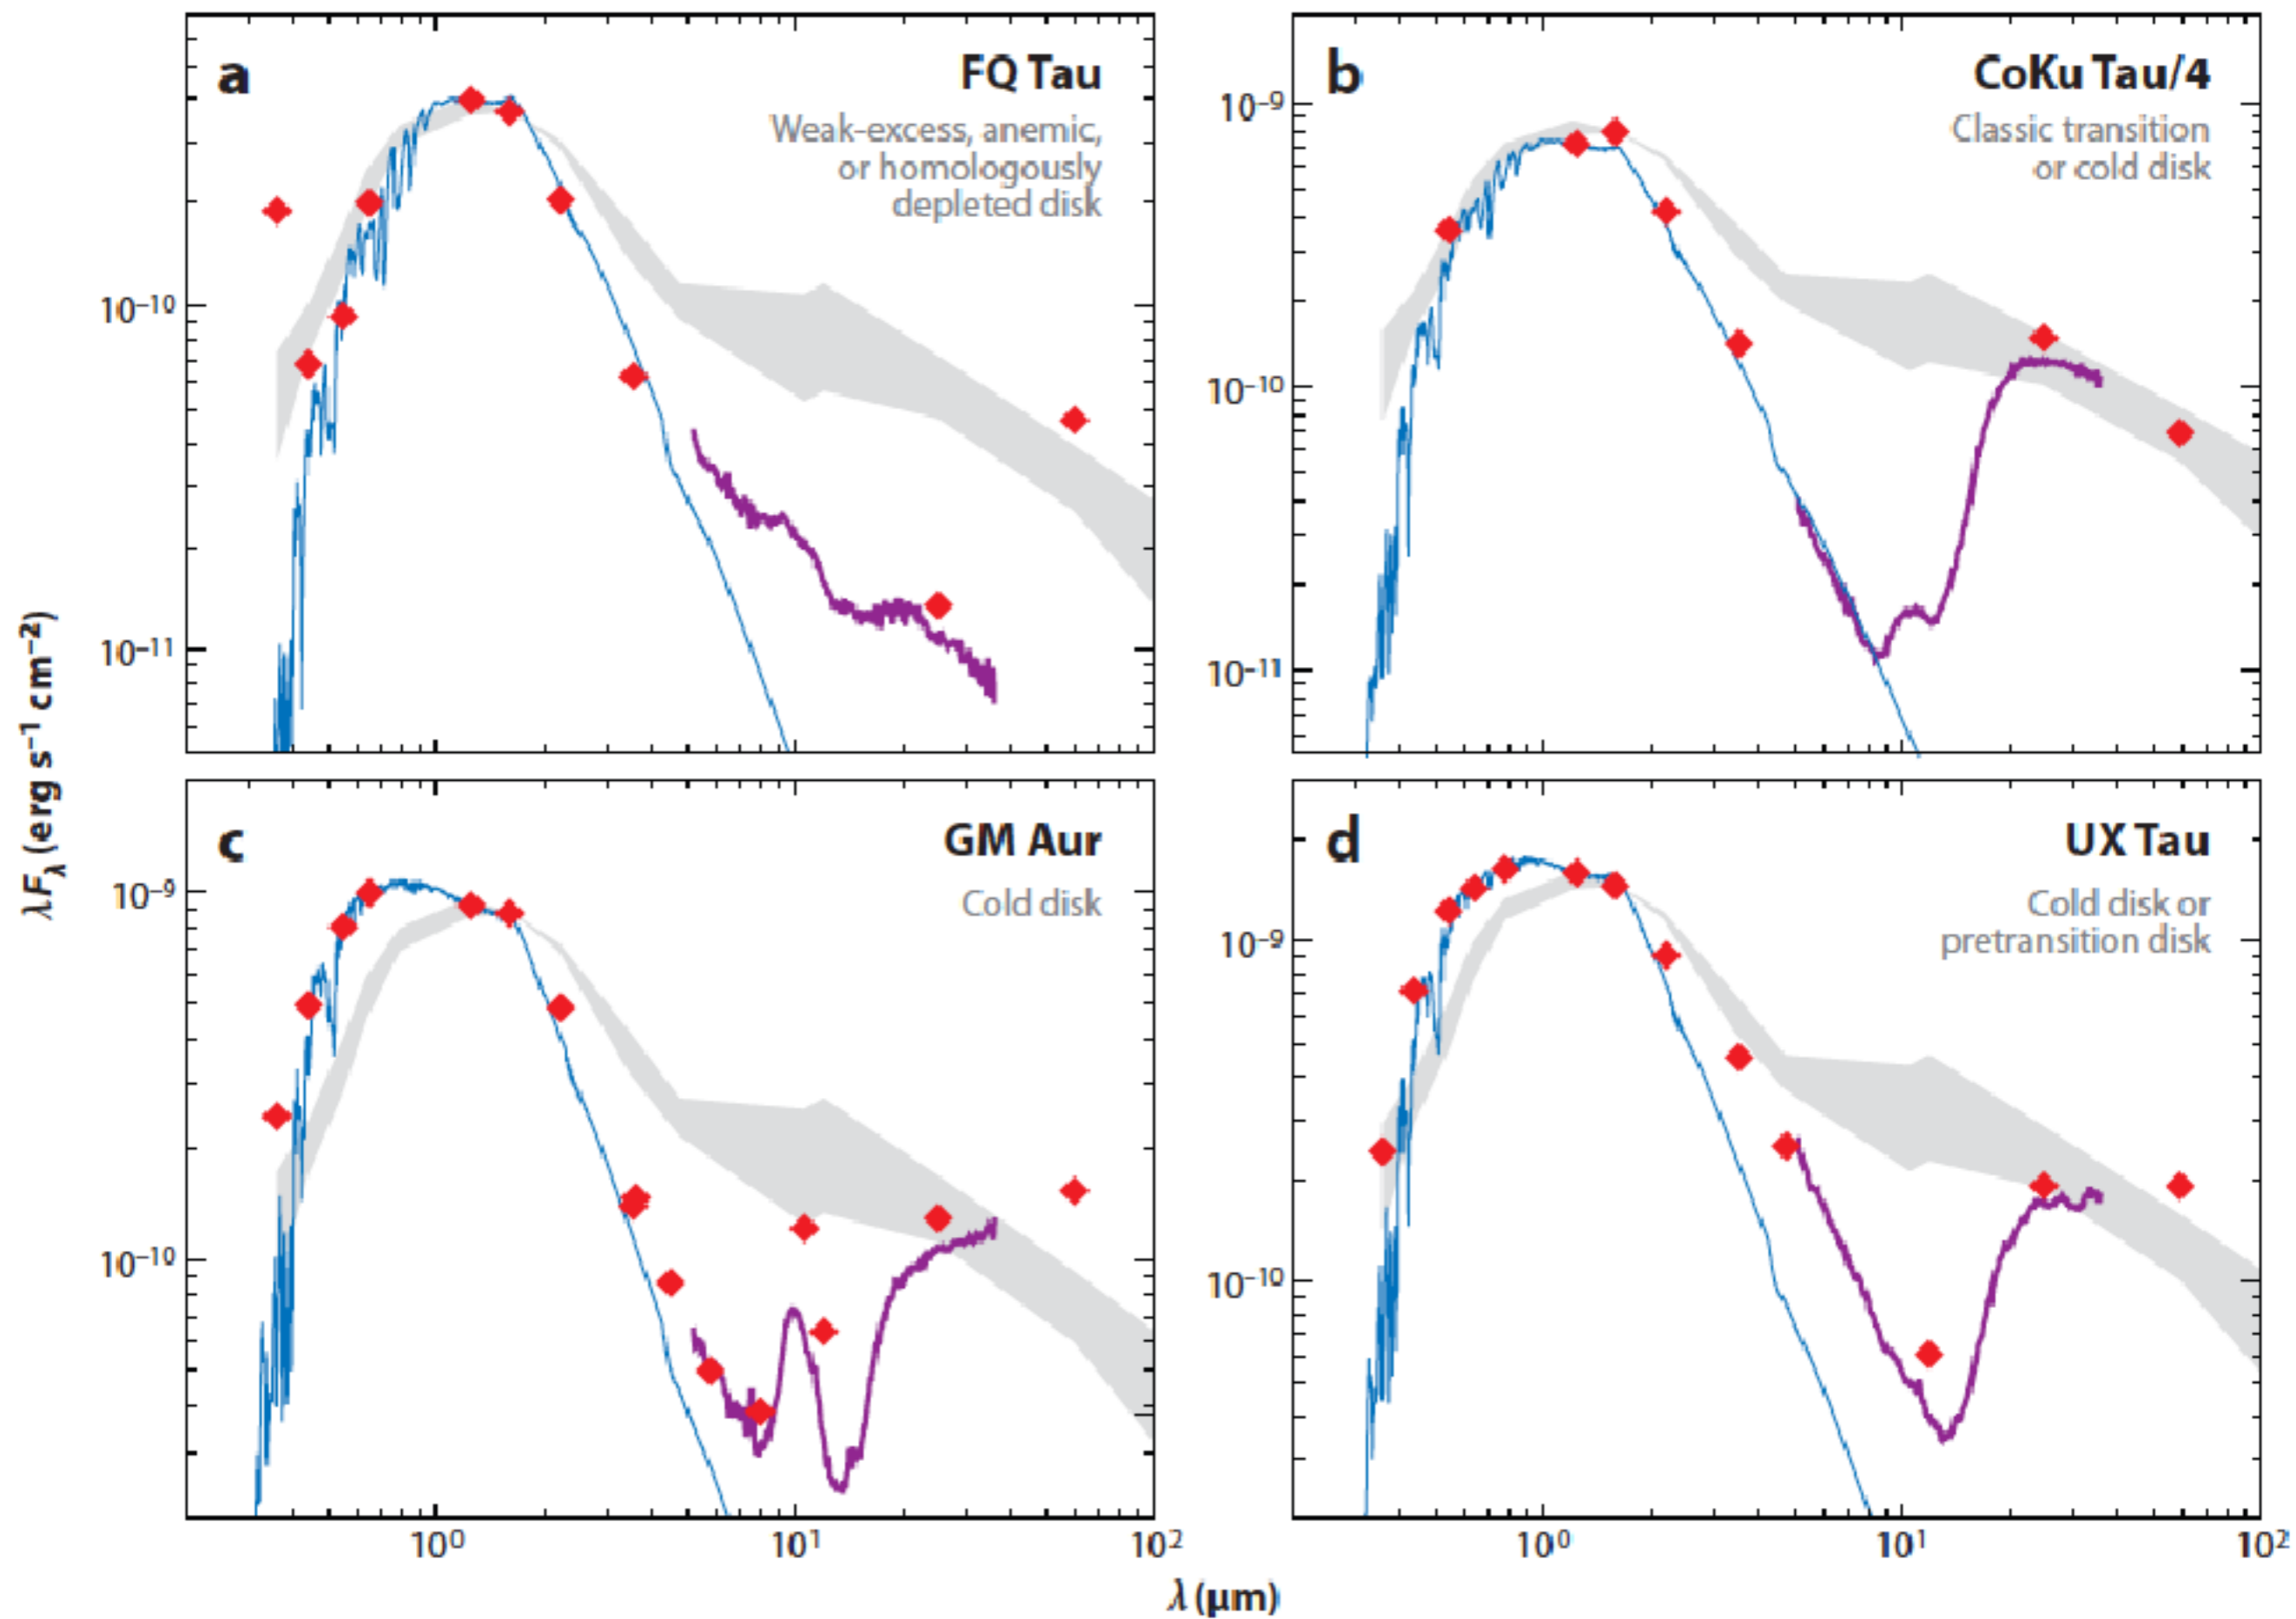 a
FQ Tau
Weak-excess, anemic,
or homologously
depleted disk
10⁻¹⁰
10⁻¹¹
b
CoKu Tau/4
Classic transition
or cold disk
10⁻⁹
10⁻¹⁰
10⁻¹¹
λFλ (erg s⁻¹ cm⁻²)
c
GM Aur
Cold disk
10⁻⁹
10⁻¹⁰
10⁰
10¹
10²
d
UX Tau
Cold disk or
pretransition disk
10⁻⁹
10⁻¹⁰
10⁰
10¹
10²
λ (μm)